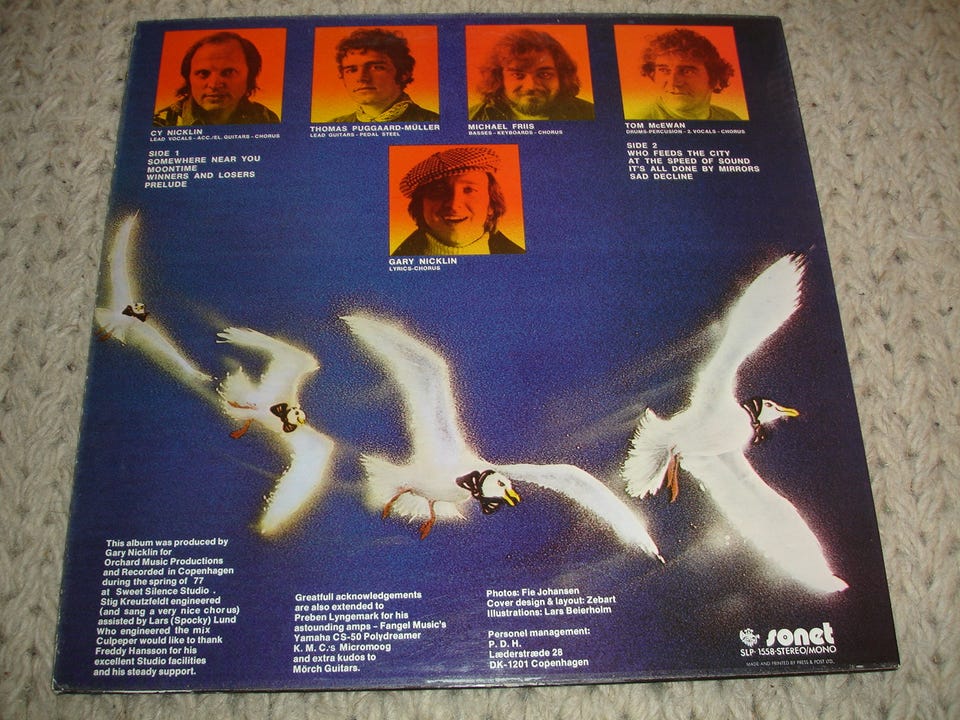 CY NICKLIN
LEAD VOCALS - ACC./EL. GUITARS - CHORUS
THOMAS PUGGAARD-MÜLLER
LEAD GUITARS - PEDAL STEEL
MICHAEL FRIIS
BASSES - KEYBOARDS - CHORUS
TOM McEWAN
DRUMS-PERCUSION - 2. VOCALS - CHORUS
SIDE 1
SOMEWHERE NEAR YOU
MOONTIME
WINNERS AND LOSERS
PRELUDE
SIDE 2
WHO FEEDS THE CITY
AT THE SPEED OF SOUND
IT'S ALL DONE BY MIRRORS
SAD DECLINE
GARY NICKLIN
LYRICS-CHORUS
This album was produced by
Gary Nicklin for
Orchard Music Productions
and Recorded in Copenhagen
during the spring of 77
at Sweet Silence Studio .
Stig Kreutzfeldt engineered
(and sang a very nice chorus)
assisted by Lars (Spocky) Lund
Who engineered the mix
Culpeper would like to thank
Freddy Hansson for his
excellent Studio facilities
and his steady support.
Greatfull acknowledgements
are also extended to
Preben Lyngemark for his
astounding amps - Fangel Music's
Yamaha CS-50 Polydreamer
K. M. C.'s Micromoog
and extra kudos to
Mörch Guitars.
Photos: Fie Johansen
Cover design & layout: Zebart
Illustrations: Lars Beierholm
Personel management:
P. D. H.
Læderstræde 28
DK-1201 Copenhagen
sonet
SLP-1558-STEREO/MONO
MADE AND PRINTED BY PRESS & POST LTD.